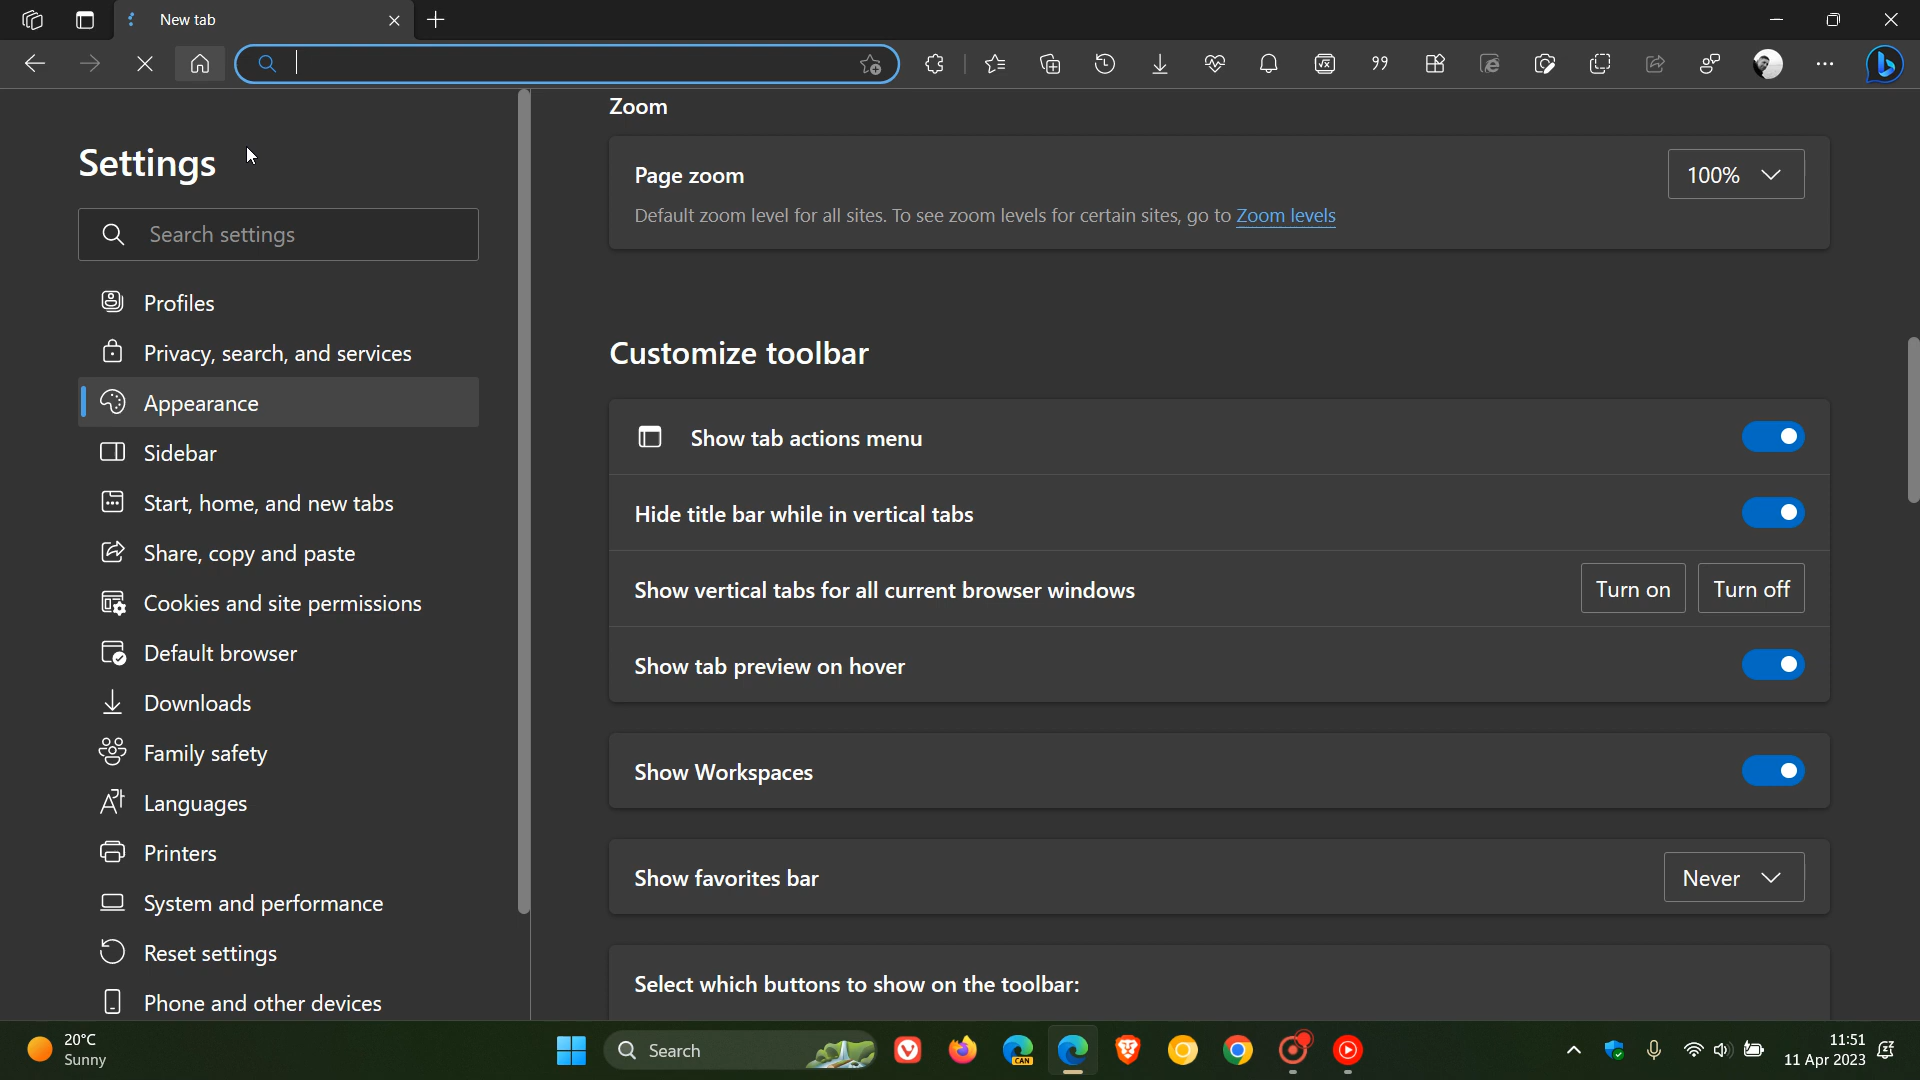 New tab
Settings
Search settings
Profiles
Privacy, search, and services
Appearance
Sidebar
Start, home, and new tabs
Share, copy and paste
Cookies and site permissions
Default browser
Downloads
Family safety
Languages
Printers
System and performance
Reset settings
Phone and other devices
Zoom
Page zoom
100%
Default zoom level for all sites. To see zoom levels for certain sites, go to Zoom levels
Customize toolbar
Show tab actions menu
Hide title bar while in vertical tabs
Show vertical tabs for all current browser windows
Turn on
Turn off
Show tab preview on hover
Show Workspaces
Show favorites bar
Never
Select which buttons to show on the toolbar:
20°C
Sunny
Search
CAN
11:51
11 Apr 2023